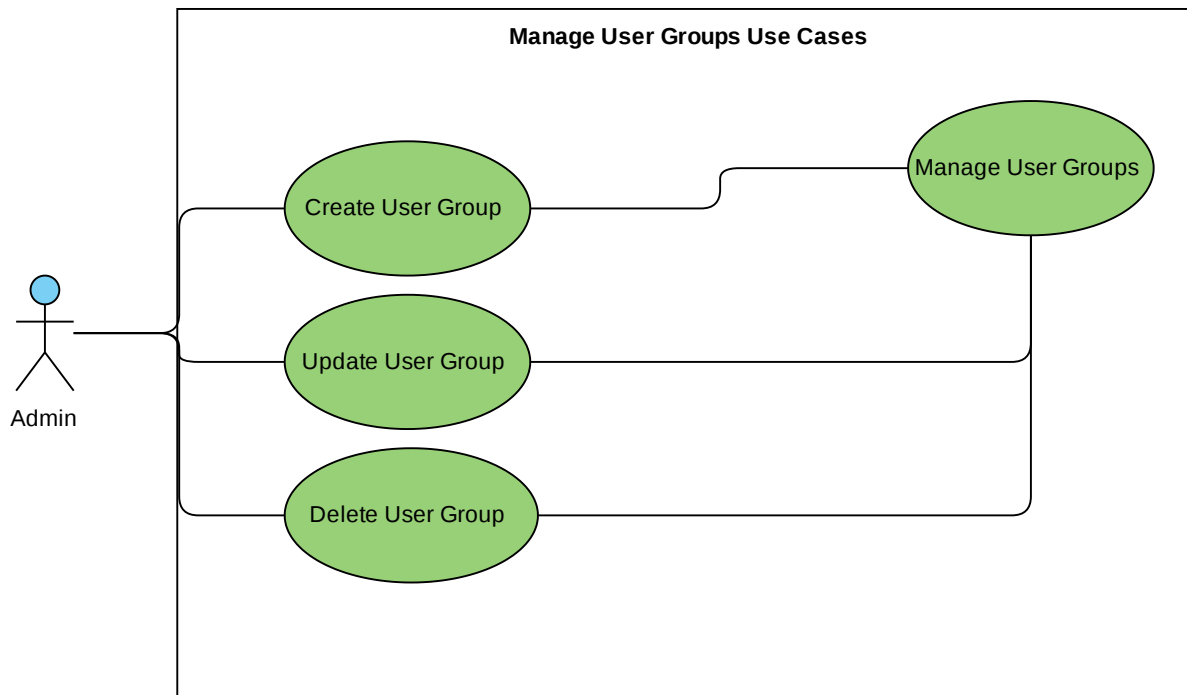 Manage User Groups Use Cases
Manage User Groups
Create User Group
Update User Group
Admin
Delete User Group